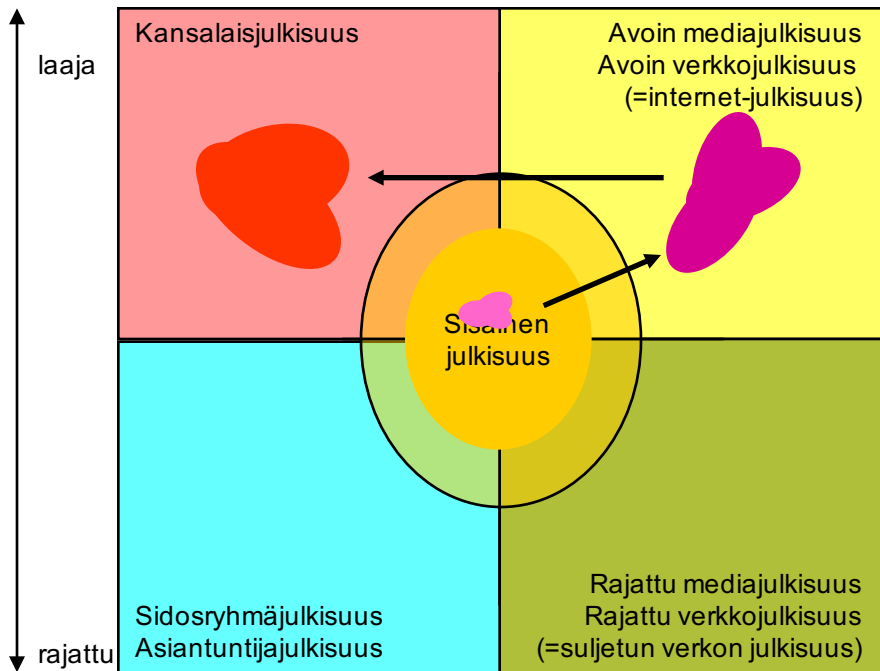 Kansalaisjulkisuus
Avoin mediajulkisuus
Avoin verkkojulkisuus
(=internet-julkisuus)
laaja
Sisäinen
julkisuus
Sidosryhmäjulkisuus
Asiantuntijajulkisuus
Rajattu mediajulkisuus
Rajattu verkkojulkisuus
(=suljetun verkon julkisuus)
rajattu